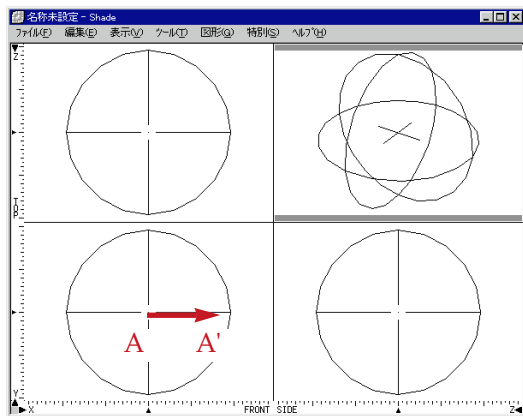 名称未設定 - Shade
ファイル(F) 編集(E) 表示(V) ツール(T) 図形(G) 特別(S) ヘルプ(H)
Z
TOP
A A'
Y
X FRONT SIDE Z